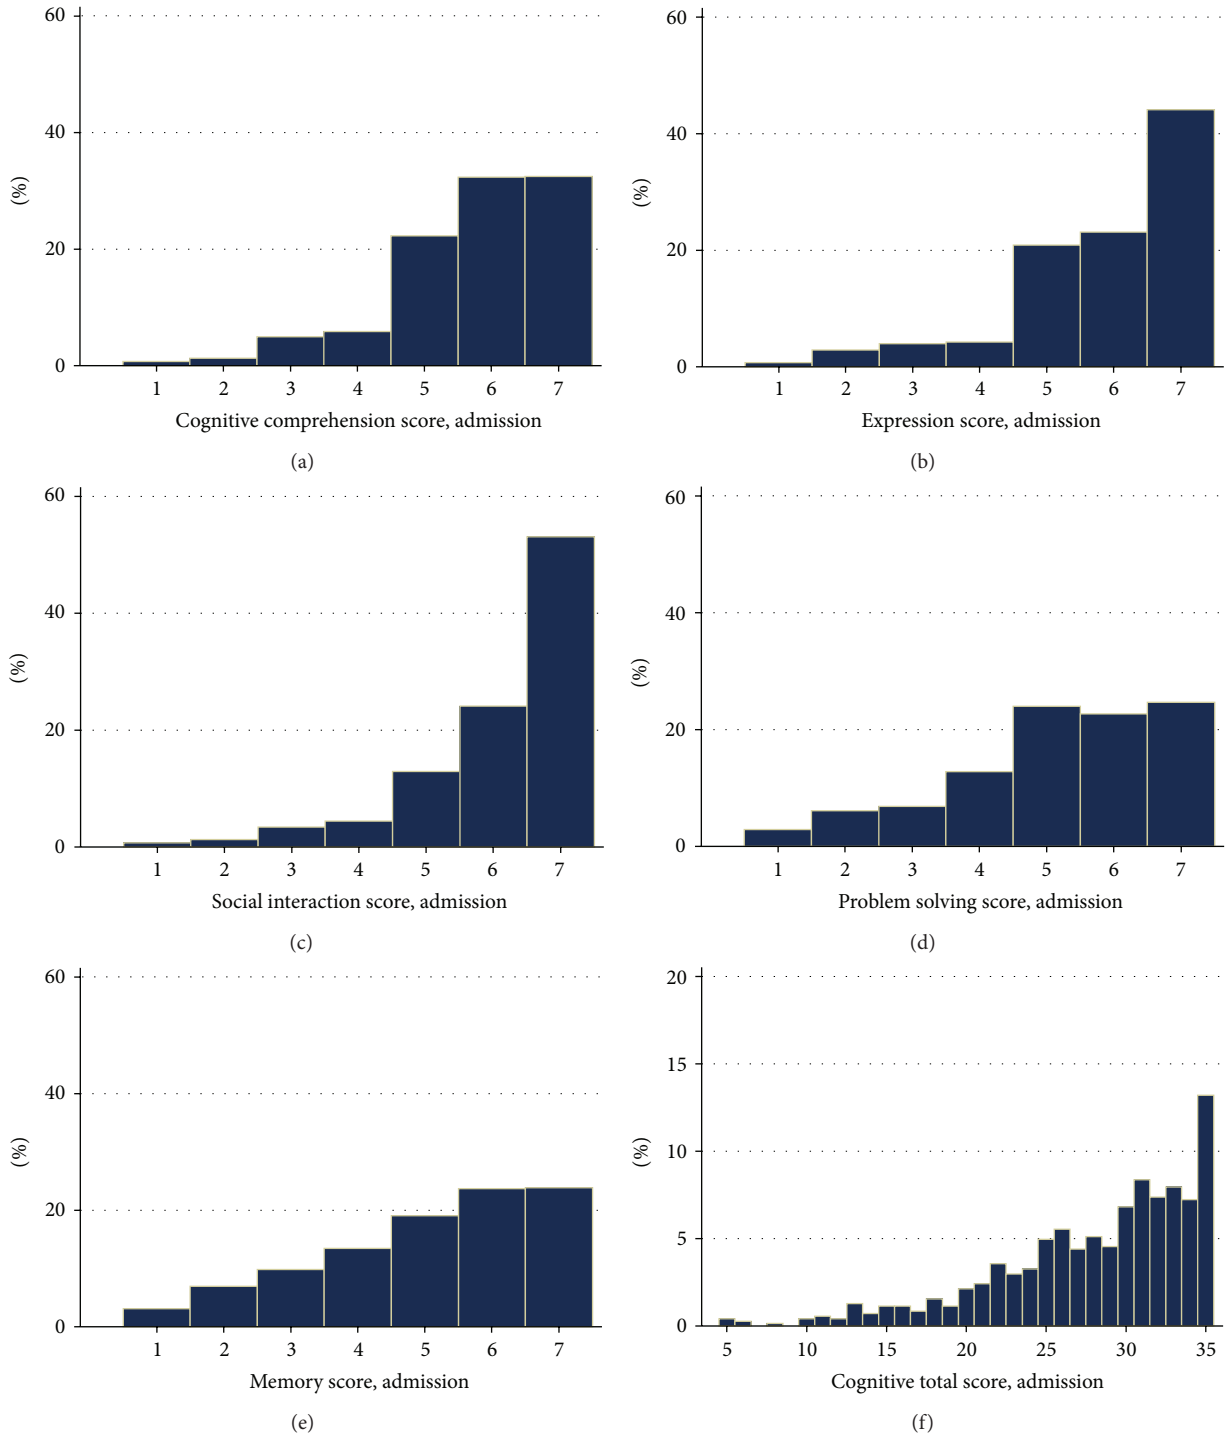 60
40
20
0
(%)
1 2 3 4 5 6 7
Cognitive comprehension score, admission
(a)
60
40
20
0
(%)
1 2 3 4 5 6 7
Expression score, admission
(b)
60
40
20
0
(%)
1 2 3 4 5 6 7
Social interaction score, admission
(c)
60
40
20
0
(%)
1 2 3 4 5 6 7
Problem solving score, admission
(d)
60
40
20
0
(%)
1 2 3 4 5 6 7
Memory score, admission
(e)
20
15
10
5
0
(%)
5 10 15 20 25 30 35
Cognitive total score, admission
(f)